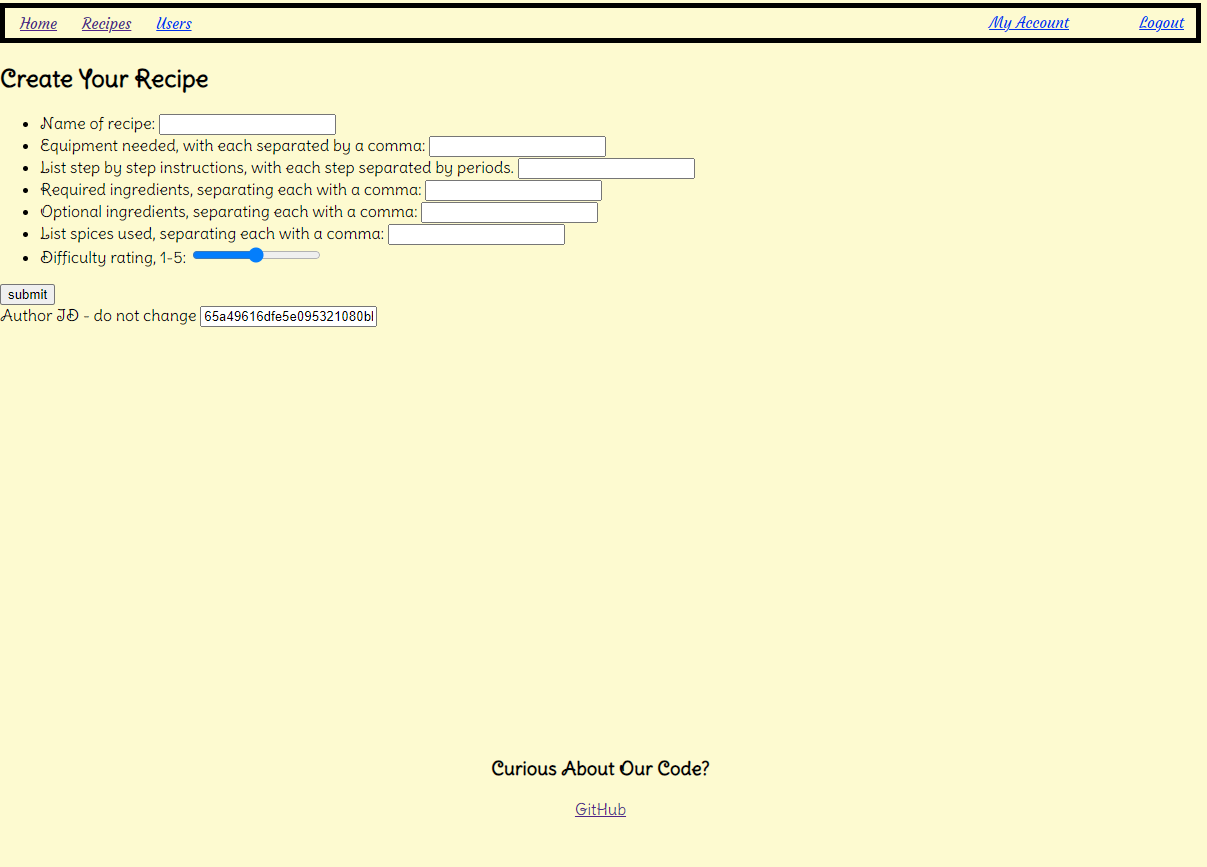 Home Recipes Users My Account Logout
Create Your Recipe
Name of recipe:
Equipment needed, with each separated by a comma:
List step by step instructions, with each step separated by periods.
Required ingredients, separating each with a comma:
Optional ingredients, separating each with a comma:
List spices used, separating each with a comma:
Difficulty rating, 1-5:
submit
Author ID - do not change 65a49616dfe5e095321080bl
Curious About Our Code?
GitHub